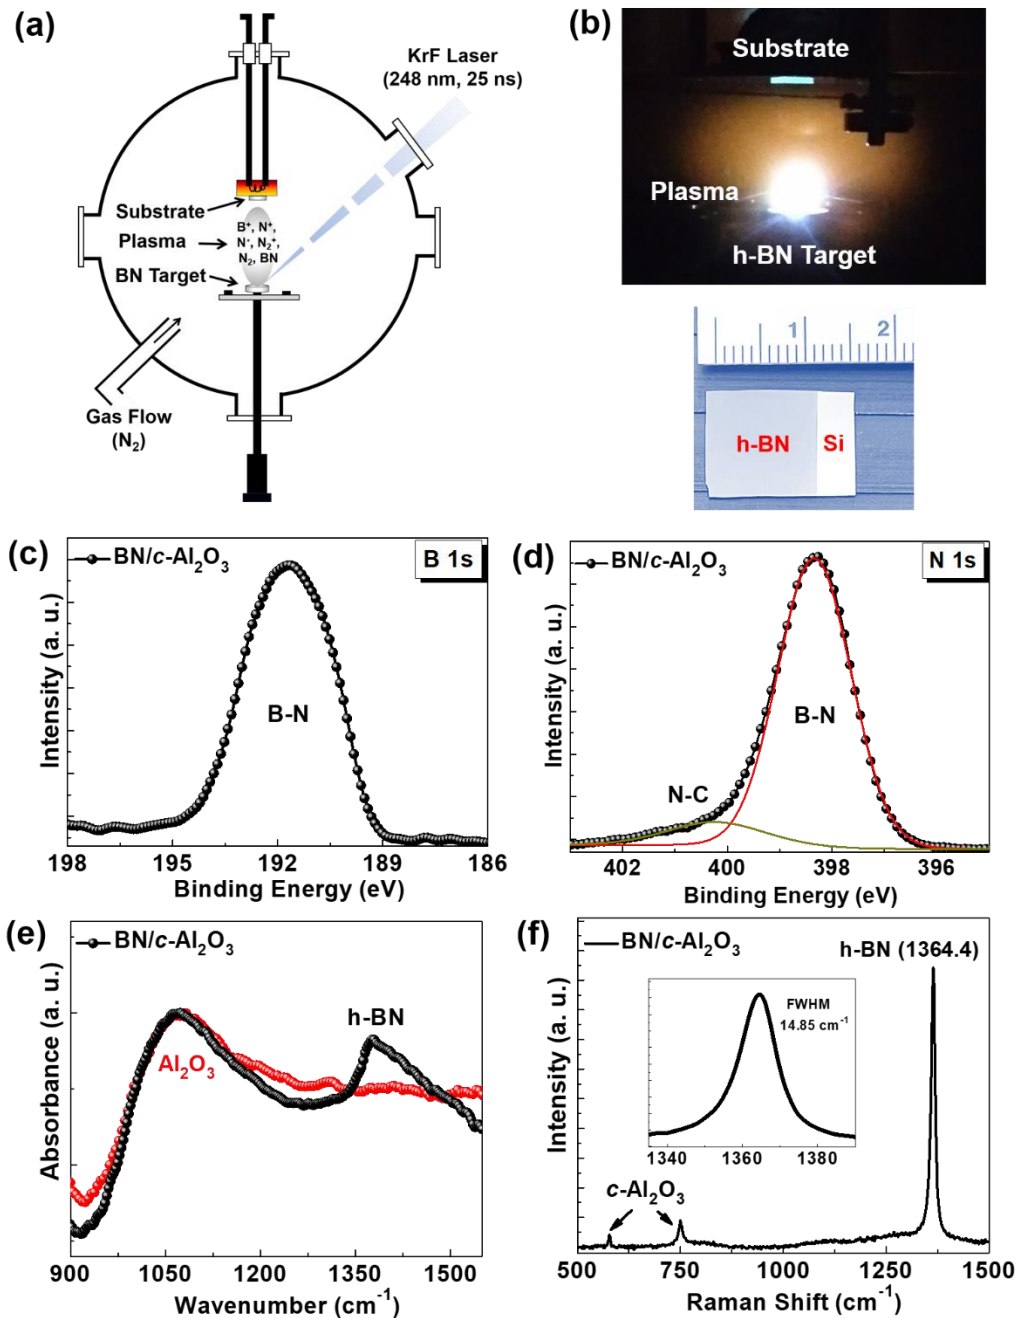 (a)
KrF Laser
(248 nm, 25 ns)
Substrate
Plasma
B⁺, N⁺,
N⁻, N₂⁺,
N₂, BN
BN Target
Gas Flow
(N₂)
(b)
Substrate
Plasma
h-BN Target
1 2
h-BN Si
(c)
BN/c-Al₂O₃
B 1s
B-N
Intensity (a. u.)
198 195 192 189 186
Binding Energy (eV)
(d)
BN/c-Al₂O₃
N 1s
B-N
N-C
Intensity (a. u.)
402 400 398 396
Binding Energy (eV)
(e)
BN/c-Al₂O₃
h-BN
Al₂O₃
Absorbance (a. u.)
900 1050 1200 1350 1500
Wavenumber (cm⁻¹)
(f)
BN/c-Al₂O₃
h-BN (1364.4)
FWHM
14.85 cm⁻¹
1340 1360 1380
c-Al₂O₃
Intensity (a. u.)
500 750 1000 1250 1500
Raman Shift (cm⁻¹)